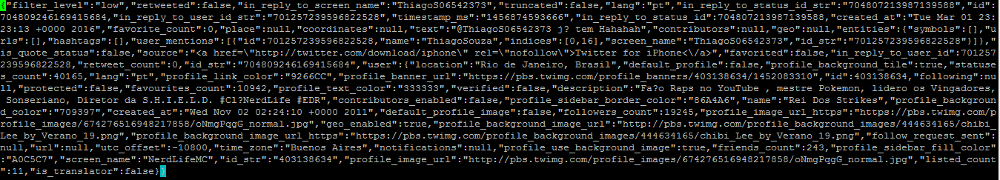 {"filter_level":"low","retweeted":false,"in_reply_to_screen_name":"ThiagoS06542373","truncated":false,"lang":"pt","in_reply_to_status_id_str":"704807213987139588","id":
704809246169415684,"in_reply_to_user_id_str":"701257239596822528","timestamp_ms":"1456874593666","in_reply_to_status_id":704807213987139588,"created_at":"Tue Mar 01 23:
23:13 +0000 2016","favorite_count":0,"place":null,"coordinates":null,"text":"@ThiagoS06542373 j? tem Hahahah","contributors":null,"geo":null,"entities":{"symbols":[],"u
rls":[],"hashtags":[],"user_mentions":[{"id":701257239596822528,"name":"ThiagoSouza","indices":[0,16],"screen_name":"ThiagoS06542373","id_str":"701257239596822528"}]},"
is_quote_status":false,"source":"<a href=\"http://twitter.com/download/iphone\" rel=\"nofollow\">Twitter for iPhone<\/a>","favorited":false,"in_reply_to_user_id":701257
239596822528,"retweet_count":0,"id_str":"704809246169415684","user":{"location":"Rio de Janeiro, Brasil","default_profile":false,"profile_background_tile":true,"statuse
s_count":40165,"lang":"pt","profile_link_color":"9266CC","profile_banner_url":"https://pbs.twimg.com/profile_banners/403138634/1452083310","id":403138634,"following":nu
ll,"protected":false,"favourites_count":10942,"profile_text_color":"333333","verified":false,"description":"Fa?o Raps no YouTube , mestre Pokemon, lidero os Vingadores,
Sonseriano, Diretor da S.H.I.E.L.D. #Cl?NerdLife #EDR","contributors_enabled":false,"profile_sidebar_border_color":"86A4A6","name":"Rei Dos Strikes","profile_backgroun
d_color":"709397","created_at":"Wed Nov 02 02:24:10 +0000 2011","default_profile_image":false,"followers_count":19245,"profile_image_url_https":"https://pbs.twimg.com/p
rofile_images/674276516948217858/oNmgPqgG_normal.jpg","geo_enabled":true,"profile_background_image_url":"http://pbs.twimg.com/profile_background_images/444634165/chibi_
Lee_by_Verano_19.png","profile_background_image_url_https":"https://pbs.twimg.com/profile_background_images/444634165/chibi_Lee_by_Verano_19.png","follow_request_sent":
null,"url":null,"utc_offset":-10800,"time_zone":"Buenos Aires","notifications":null,"profile_use_background_image":true,"friends_count":243,"profile_sidebar_fill_color"
:"A0C5C7","screen_name":"NerdLifeMC","id_str":"403138634","profile_image_url":"http://pbs.twimg.com/profile_images/674276516948217858/oNmgPqgG_normal.jpg","listed_count
":11,"is_translator":false}}